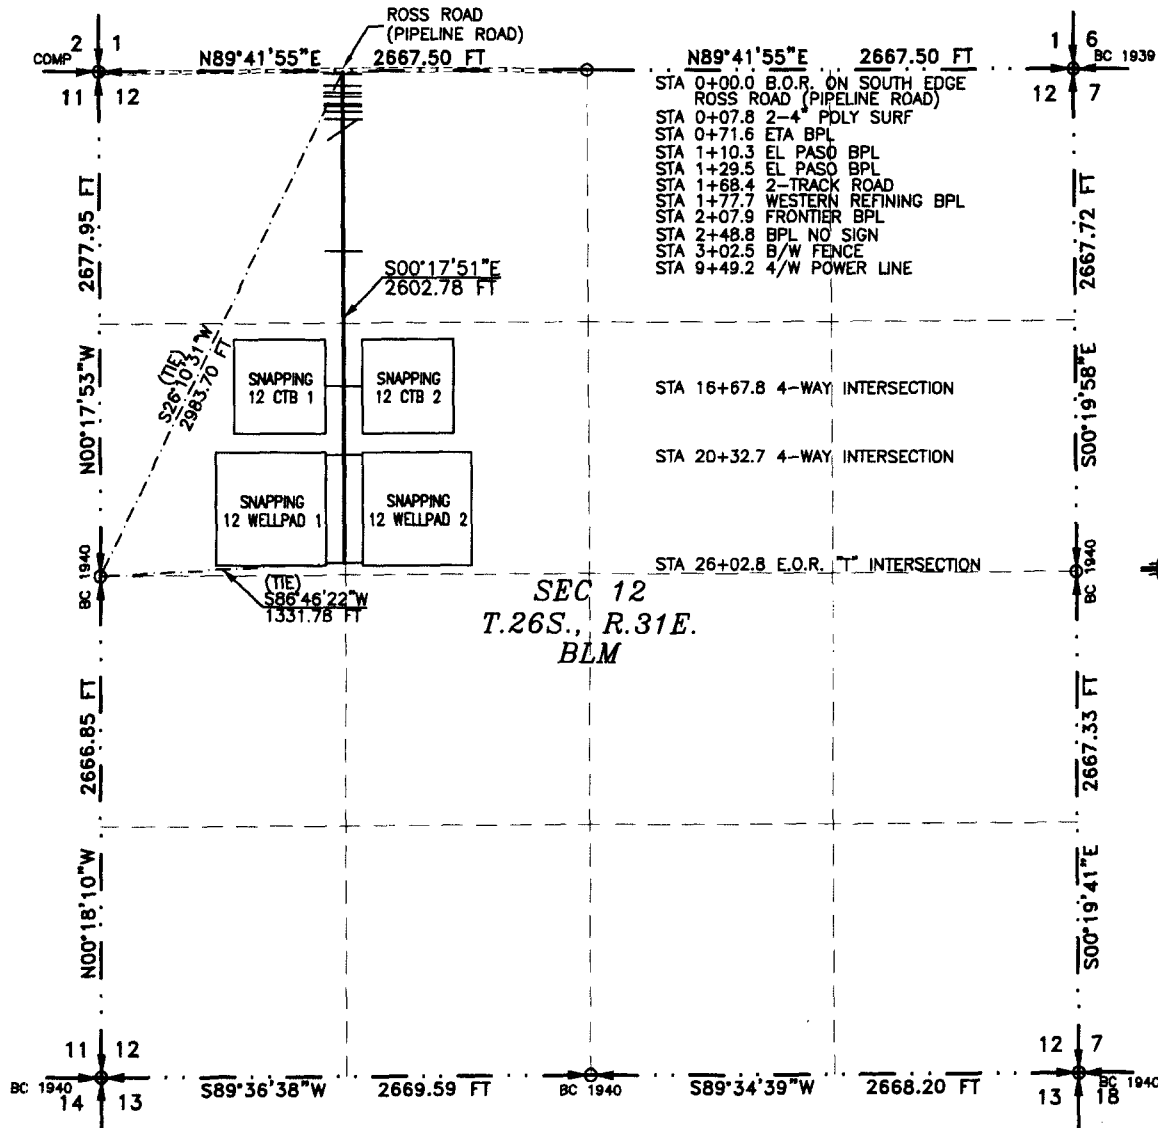 ROSS ROAD
(PIPELINE ROAD)
2 1
COMP
11 12
N89°41'55"E 2667.50 FT
N89°41'55"E 2667.50 FT
1 6
BC 1939
12 7
STA 0+00.0 B.O.R. ON SOUTH EDGE
ROSS ROAD (PIPELINE ROAD)
STA 0+07.8 2-4" POLY SURF
STA 0+71.6 ETA BPL
STA 1+10.3 EL PASO BPL
STA 1+29.5 EL PASO BPL
STA 1+68.4 2-TRACK ROAD
STA 1+77.7 WESTERN REFINING BPL
STA 2+07.9 FRONTIER BPL
STA 2+48.8 BPL NO SIGN
STA 3+02.5 B/W FENCE
STA 9+49.2 4/W POWER LINE
N00°17'53"W 2677.95 FT
S00°17'51"E
2602.78 FT
(TIE)
S26°10'31"W
2983.70 FT
2667.72 FT
S00°19'58"E
SNAPPING
12 CTB 1
SNAPPING
12 CTB 2
STA 16+67.8 4-WAY INTERSECTION
STA 20+32.7 4-WAY INTERSECTION
SNAPPING
12 WELLPAD 1
SNAPPING
12 WELLPAD 2
STA 26+02.8 E.O.R. "T" INTERSECTION
BC 1940
BC 1940
(TIE)
S86°46'22"W
1331.78 FT
SEC 12
T.26S., R.31E.
BLM
N00°18'10"W 2666.85 FT
2667.33 FT
S00°19'41"E
11 12
BC 1940
14 13
S89°36'38"W 2669.59 FT
BC 1940
S89°34'39"W 2668.20 FT
12 7
BC 1940
13 18